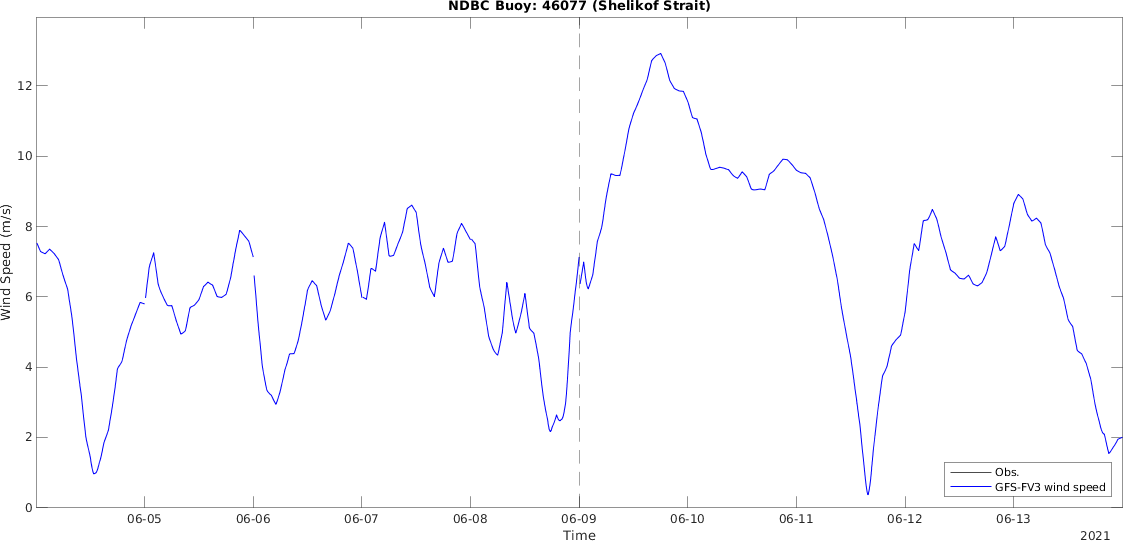 NDBC Buoy: 46077 (Shelikof Strait)
Wind Speed (m/s)
12
10
8
6
4
2
0
06-05 06-06 06-07 06-08 06-09 06-10 06-11 06-12 06-13
Time
2021
Obs.
GFS-FV3 wind speed